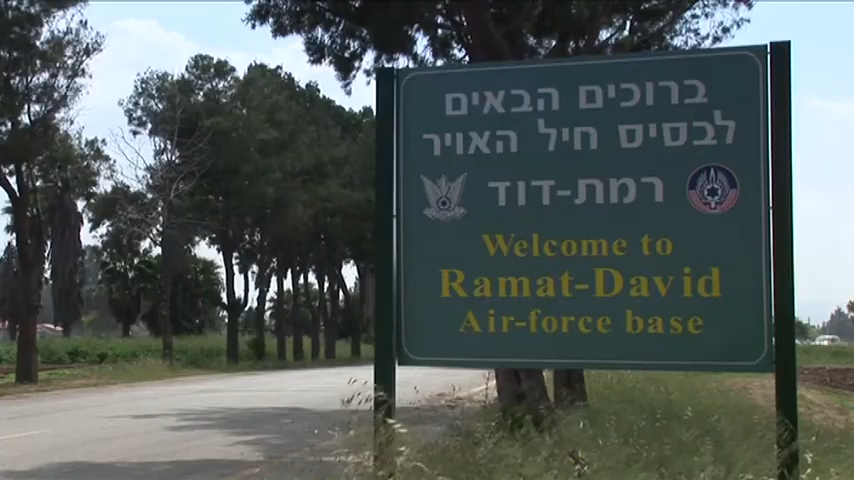 ברוכים הבאים
לבסיס חיל האויר
רמת-דוד
Welcome to
Ramat-David
Air-force base